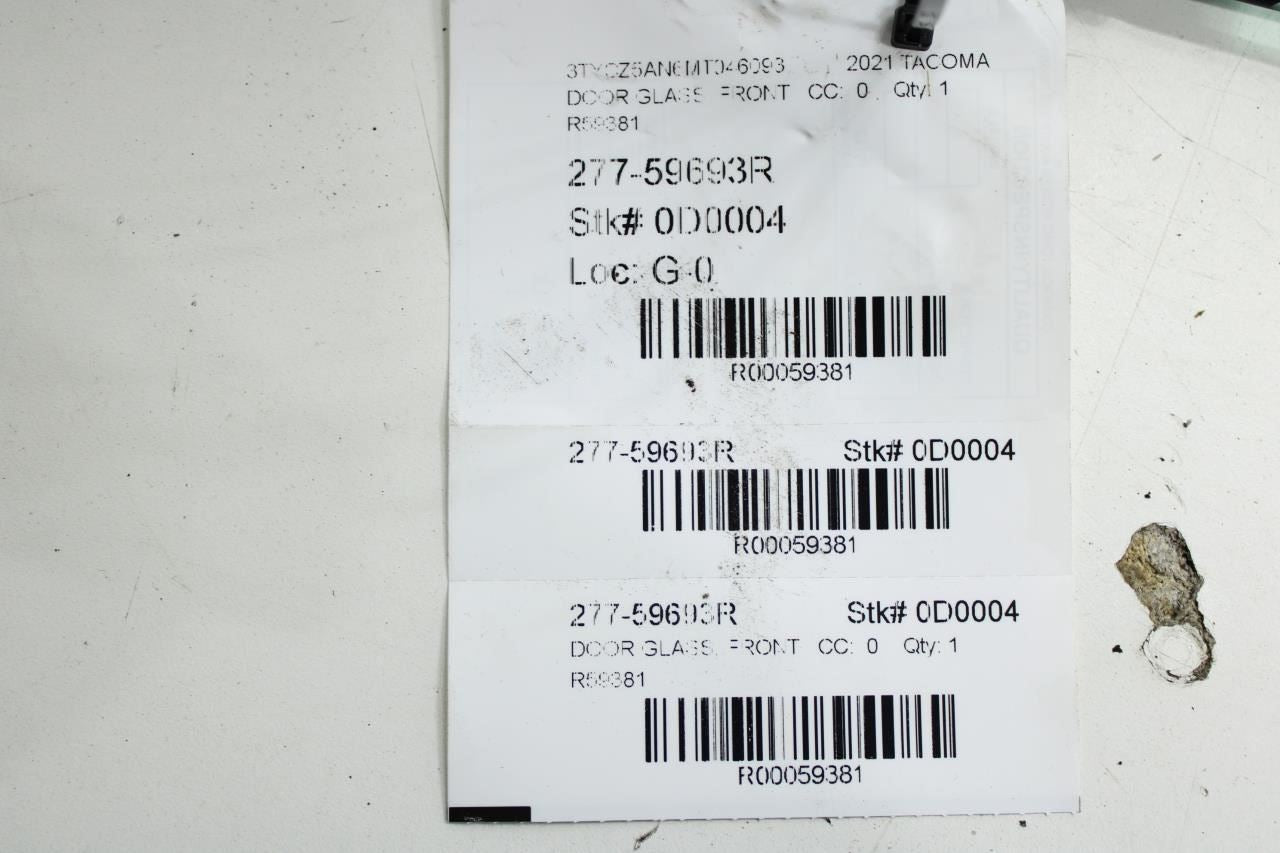 3TYCZ5AN6MT046093 2021 TACOMA
DOOR GLASS, FRONT CC: 0 Qty: 1
R59381
277-59693R
Stk# 0D0004
Loc: G-0
R00059381
277-59693R Stk# 0D0004
R00059381
277-59693R Stk# 0D0004
DOOR GLASS, FRONT CC: 0 Qty: 1
R59381
R00059381